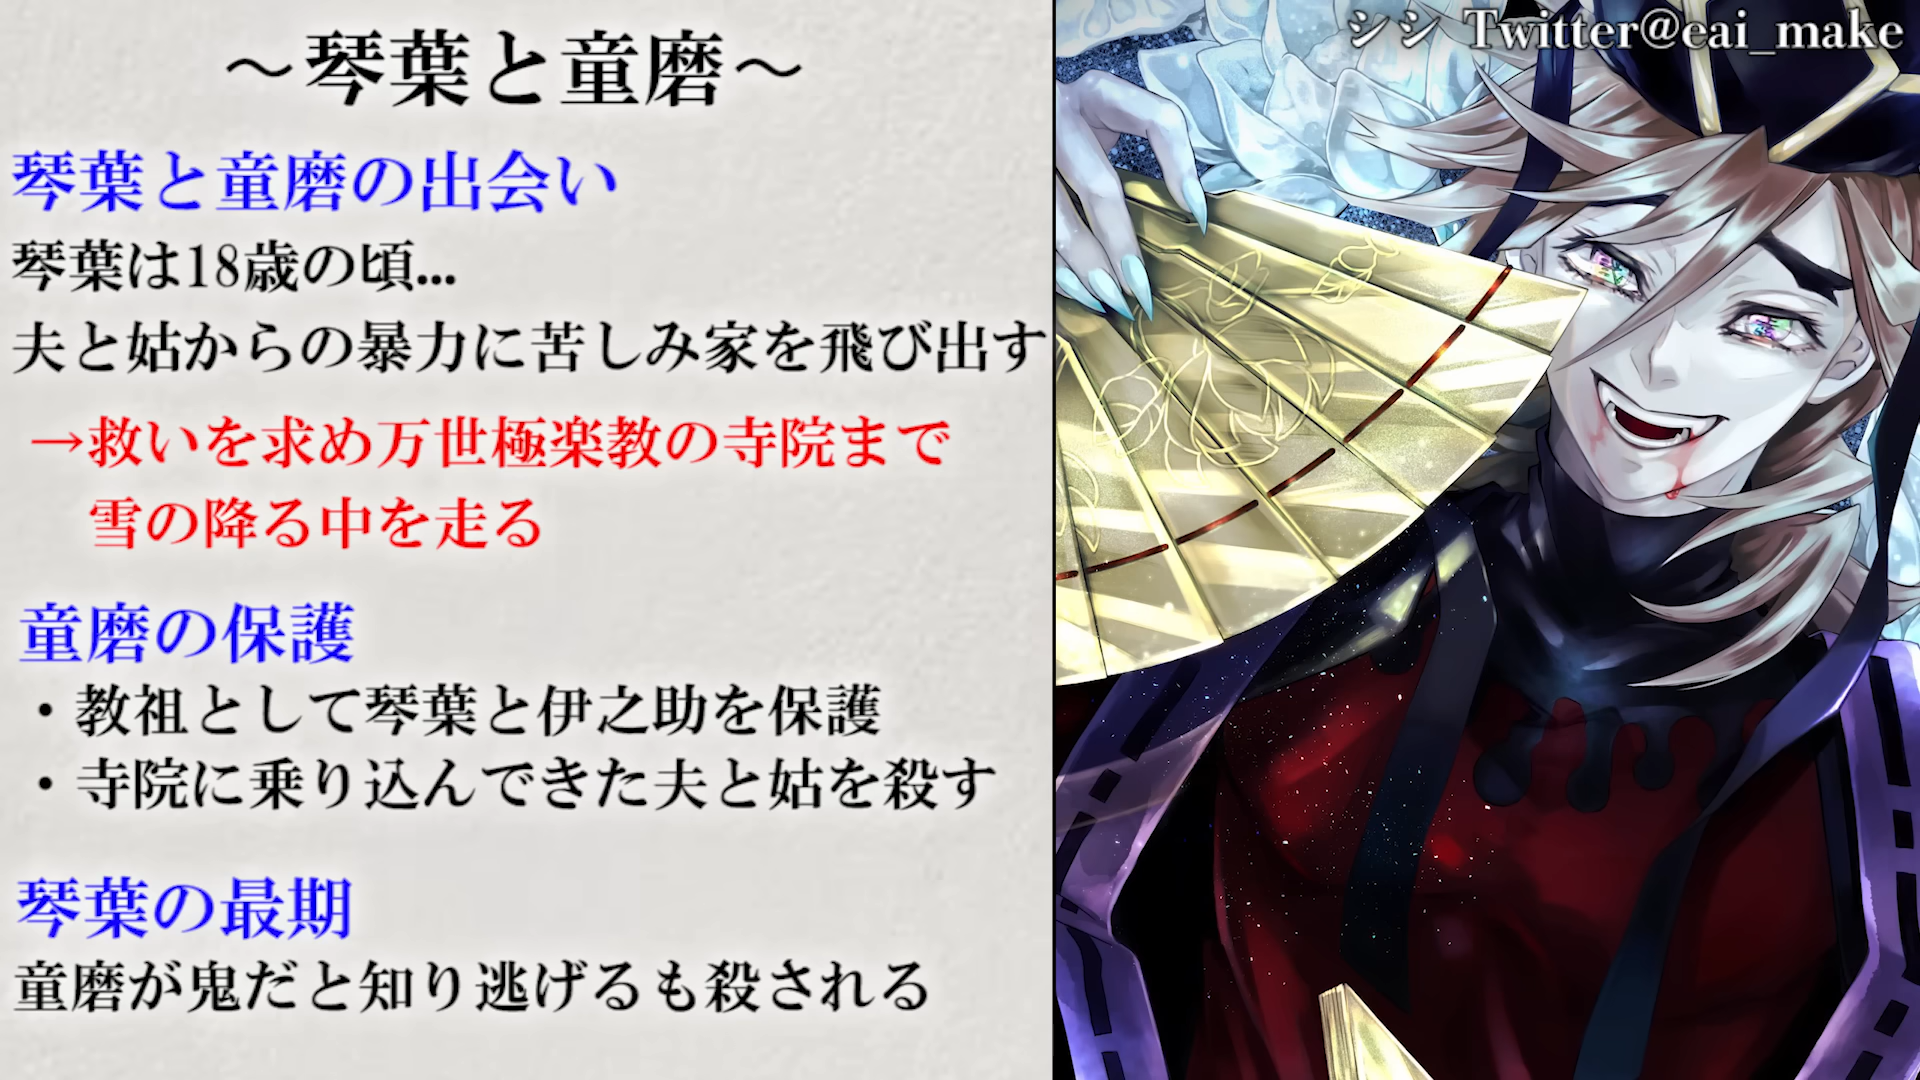 ～琴葉と童磨～
琴葉と童磨の出会い
琴葉は18歳の頃...
夫と姑からの暴力に苦しみ家を飛び出す
→救いを求め万世極楽教の寺院まで
雪の降る中を走る
童磨の保護
・教祖として琴葉と伊之助を保護
・寺院に乗り込んできた夫と姑を殺す
琴葉の最期
童磨が鬼だと知り逃げるも殺される
シシ Twitter@eai_make